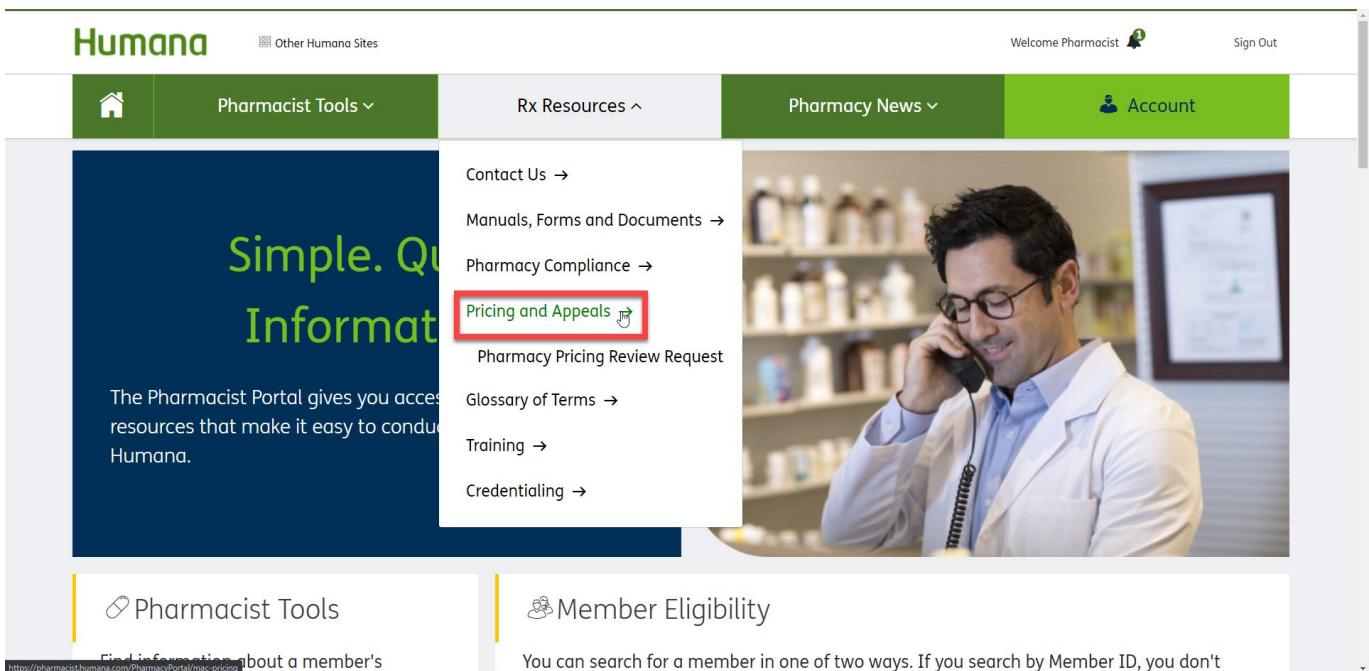 Humana
Other Humana Sites
Welcome Pharmacist
1
Sign Out
Pharmacist Tools
Rx Resources
Pharmacy News
Account
Simple. Qu
Informat
The Pharmacist Portal gives you acces
resources that make it easy to condu
Humana.
Contact Us →
Manuals, Forms and Documents →
Pharmacy Compliance →
Pricing and Appeals →
Pharmacy Pricing Review Request
Glossary of Terms →
Training →
Credentialing →
Pharmacist Tools
Find information about a member's
Member Eligibility
You can search for a member in one of two ways. If you search by Member ID, you don't
https://pharmacist.humana.com/PharmacyPortal/mac-pricing